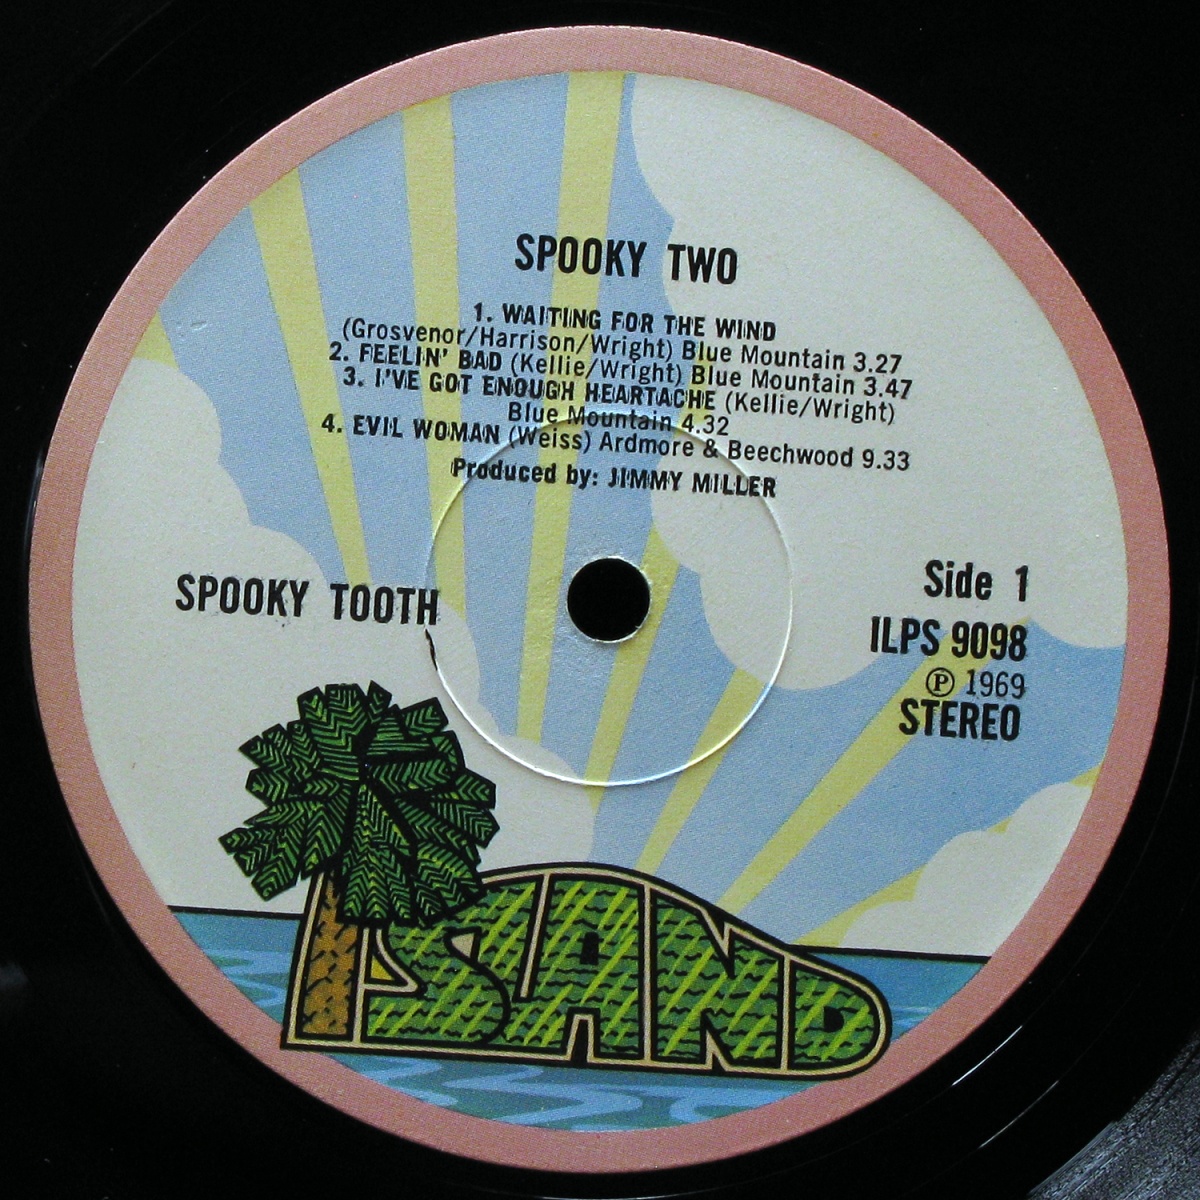 SPOOKY TWO
1. WAITING FOR THE WIND
(Grosvenor/Harrison/Wright) Blue Mountain 3.27
2. FEELIN' BAD (Kellie/Wright) Blue Mountain 3.47
3. I'VE GOT ENOUGH HEARTACHE (Kellie/Wright)
Blue Mountain 4.32
4. EVIL WOMAN (Weiss) Ardmore & Beechwood 9.33
Produced by: JIMMY MILLER
SPOOKY TOOTH
Side 1
ILPS 9098
Ⓟ 1969
STEREO
ISLAND